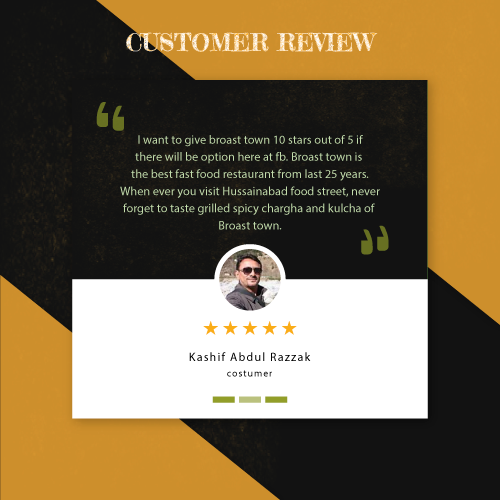 CUSTOMER REVIEW
I want to give broast town 10 stars out of 5 if
there will be option here at fb. Broast town is
the best fast food restaurant from last 25 years.
When ever you visit Hussainabad food street, never
forget to taste grilled spicy chargha and kulcha of
Broast town.
Kashif Abdul Razzak
costumer